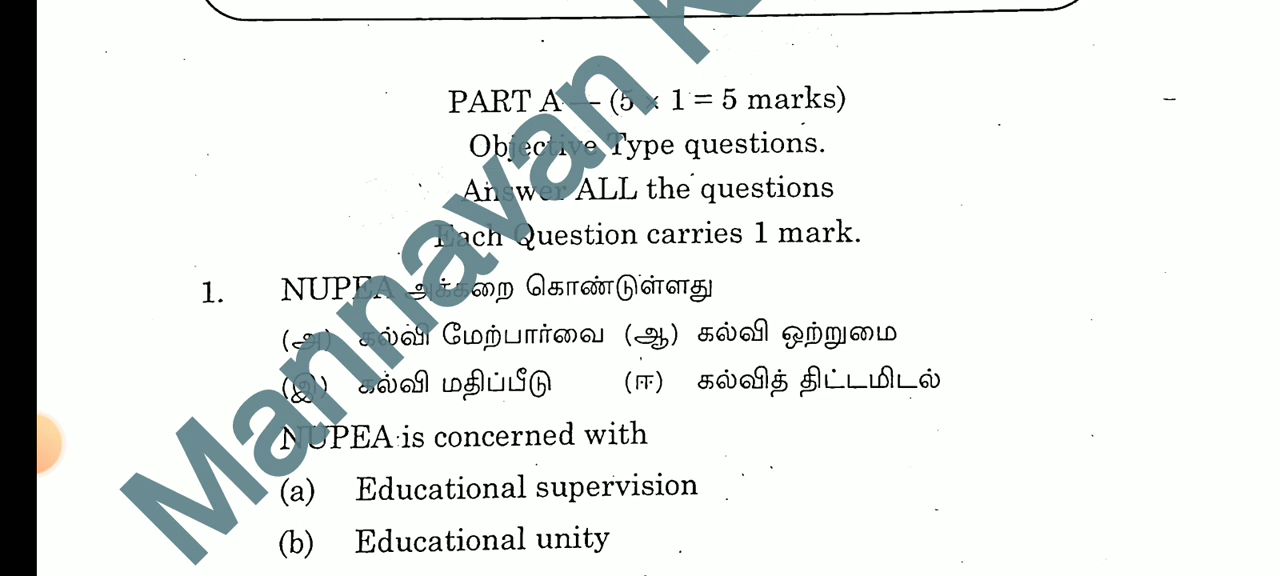 PART A — (5 × 1 = 5 marks)
Objective Type questions.
Answer ALL the questions
Each Question carries 1 mark.
1. NUPEA அக்கறை கொண்டுள்ளது
(அ) கல்வி மேற்பார்வை (ஆ) கல்வி ஒற்றுமை
(இ) கல்வி மதிப்பீடு (ஈ) கல்வித் திட்டமிடல்
NUPEA is concerned with
(a) Educational supervision
(b) Educational unity
Mannavan